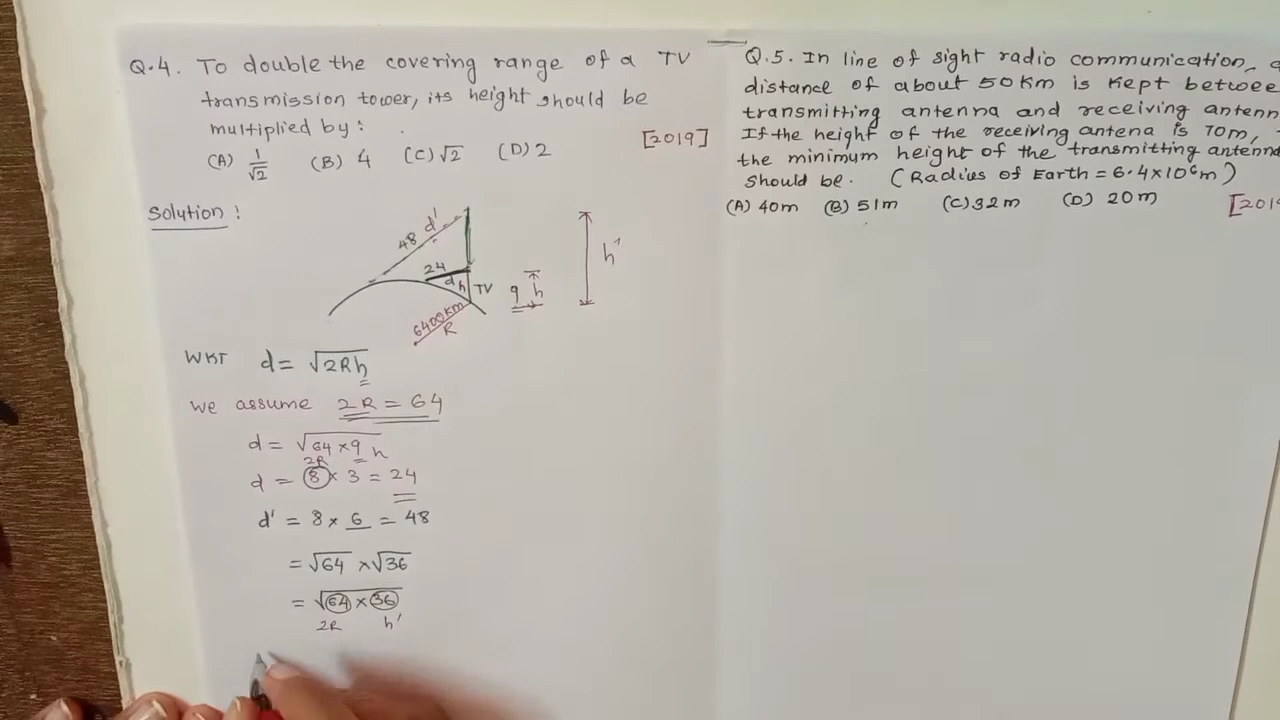 Q.4. To double the covering range of a TV
transmission tower, its height should be
multiplied by:
[2019]
(A) 1/√2 (B) 4 (C) √2 (D) 2
Solution:
48 d'
24
d h TV
9 h
h'
6400km
R
WKT d = √2Rh
We assume 2R = 64
d = √64 × 9 h
2R
d = 8 × 3 = 24
d' = 8 × 6 = 48
= √64 × √36
= √64 × 36
2R h'
Q.5. In line of sight radio communication, a
distance of about 50Km is kept betwee
transmitting antenna and receiving antenn
If the height of the receiving antena is 70m,
the minimum height of the transmitting antenna
should be. (Radius of Earth = 6.4×10⁶m)
(A) 40m (B) 51m (C) 32m (D) 20m
[201